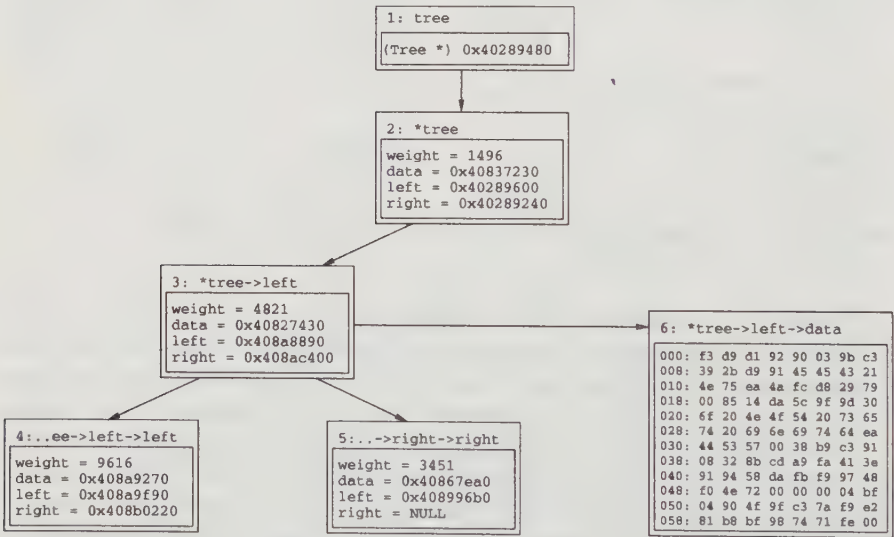 1: tree
(Tree *) 0x40289480
2: *tree
weight = 1496
data = 0x40837230
left = 0x40289600
right = 0x40289240
3: *tree->left
weight = 4821
data = 0x40827430
left = 0x408a8890
right = 0x408ac400
4:..ee->left->left
weight = 9616
data = 0x408a9270
left = 0x408a9f90
right = 0x408b0220
5:..->right->right
weight = 3451
data = 0x40867ea0
left = 0x408996b0
right = NULL
6: *tree->left->data
000: f3 d9 d1 92 90 03 9b c3
008: 39 2b d9 91 45 45 43 21
010: 4e 75 ea 4a fc d8 29 79
018: 00 85 14 da 5c 9f 9d 30
020: 6f 20 4e 4f 54 20 73 65
028: 74 20 69 6e 69 74 64 ea
030: 44 53 57 00 38 b9 c3 91
038: 08 32 8b cd a9 fa 41 3e
040: 91 94 58 da fb f9 97 48
048: f0 4e 72 00 00 00 04 bf
050: 04 90 4f 9f c3 7a f9 e2
058: 81 b8 bf 98 74 71 fe 00